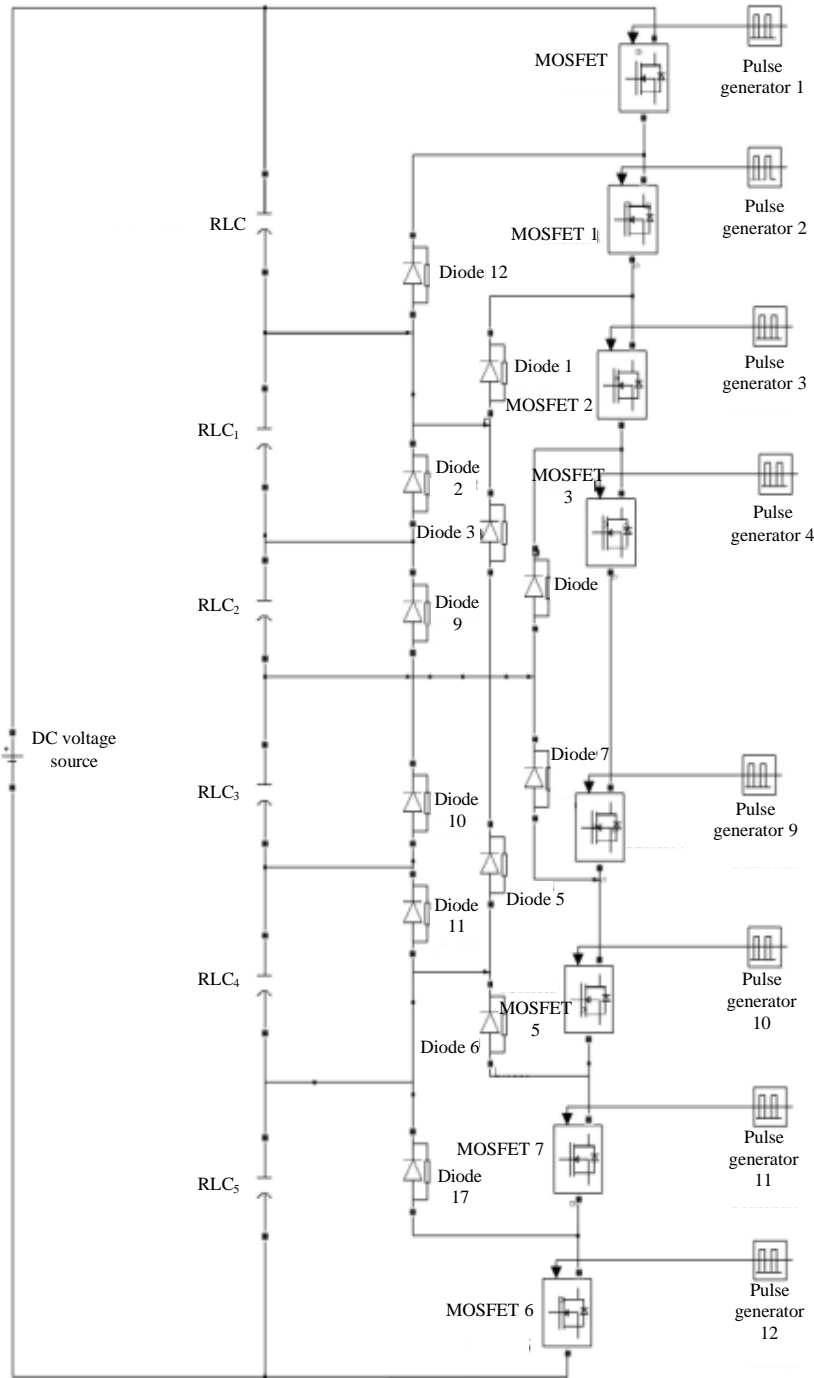 MOSFET
Pulse
generator 1
RLC
MOSFET 1
Pulse
generator 2
Diode 12
Diode 1
MOSFET 2
Pulse
generator 3
RLC₁
Diode
2
Diode 3
MOSFET
3
Pulse
generator 4
RLC₂
Diode
9
Diode
DC voltage
source
RLC₃
Diode
10
Diode 7
Pulse
generator 9
Diode
11
Diode 5
RLC₄
MOSFET
5
Pulse
generator
10
Diode 6
MOSFET 7
Pulse
generator
11
RLC₅
Diode
17
MOSFET 6
Pulse
generator
12